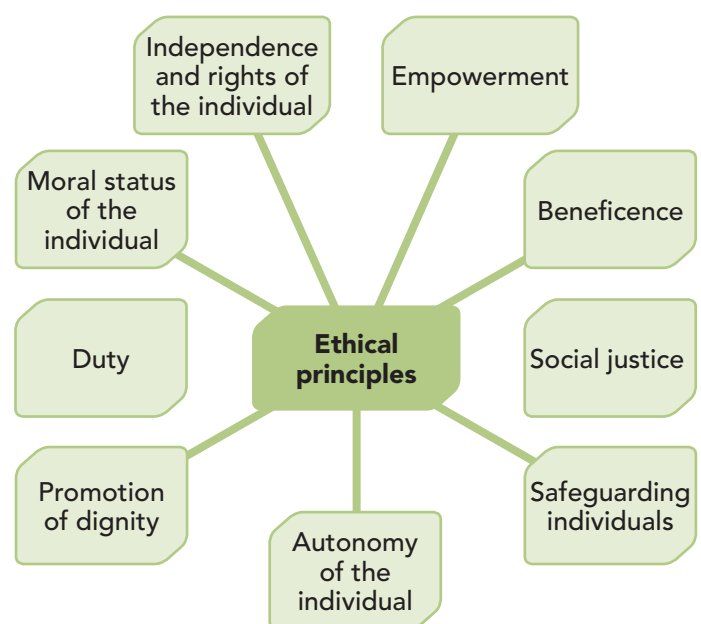 Independence
and rights of
the individual
Empowerment
Moral status
of the
individual
Beneficence
Ethical
principles
Duty
Social justice
Promotion
of dignity
Safeguarding
individuals
Autonomy
of the
individual